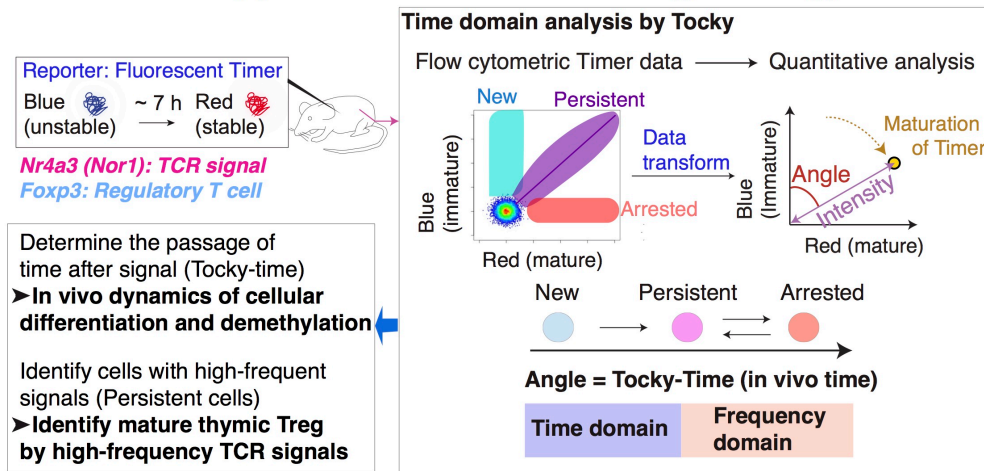 Time domain analysis by Tocky
Reporter: Fluorescent Timer
Blue
(unstable)
~ 7 h
Red
(stable)
Nr4a3 (Nor1): TCR signal
Foxp3: Regulatory T cell
Flow cytometric Timer data
Quantitative analysis
New
Persistent
Arrested
Blue
(immature)
Red (mature)
Data
transform
Maturation
of Timer
Angle
Intensity
Blue
(Immature)
Red (mature)
Determine the passage of
time after signal (Tocky-time)
➤In vivo dynamics of cellular
differentiation and demethylation
Identify cells with high-frequent
signals (Persistent cells)
➤Identify mature thymic Treg
by high-frequency TCR signals
New
Persistent
Arrested
Angle = Tocky-Time (in vivo time)
Time domain
Frequency
domain